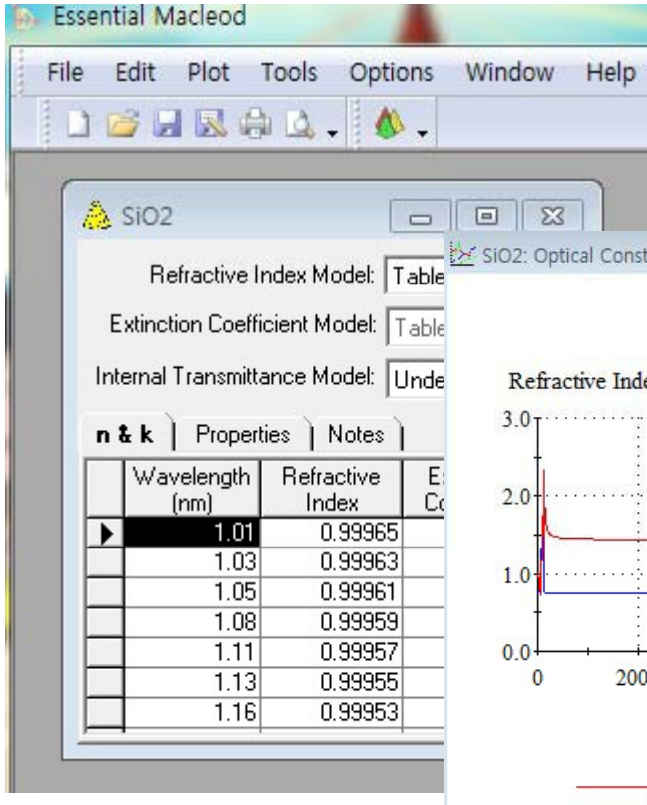 Essential Macleod
File Edit Plot Tools Options Window Help
SiO2
Refractive Index Model: Table
Extinction Coefficient Model: Table
Internal Transmittance Model: Unde
n & k Properties Notes
Wavelength (nm) Refractive Index
1.01 0.99965
1.03 0.99963
1.05 0.99961
1.08 0.99959
1.11 0.99957
1.13 0.99955
1.16 0.99953
SiO2: Optical Const
Refractive Inde
3.0
2.0
1.0
0.0
0 200